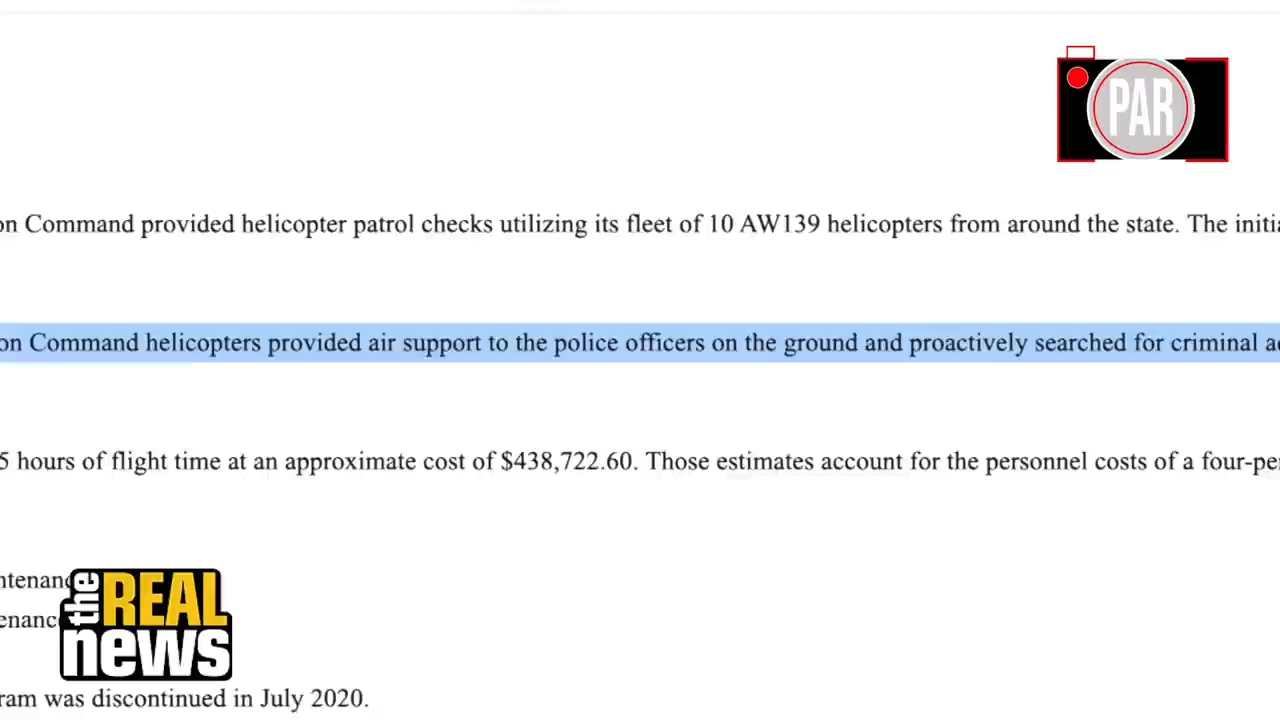 PAR
on Command provided helicopter patrol checks utilizing its fleet of 10 AW139 helicopters from around the state. The initia
on Command helicopters provided air support to the police officers on the ground and proactively searched for criminal a
5 hours of flight time at an approximate cost of $438,722.60. Those estimates account for the personnel costs of a four-pe
ntenanc
enanc
the REAL
news
ram was discontinued in July 2020.